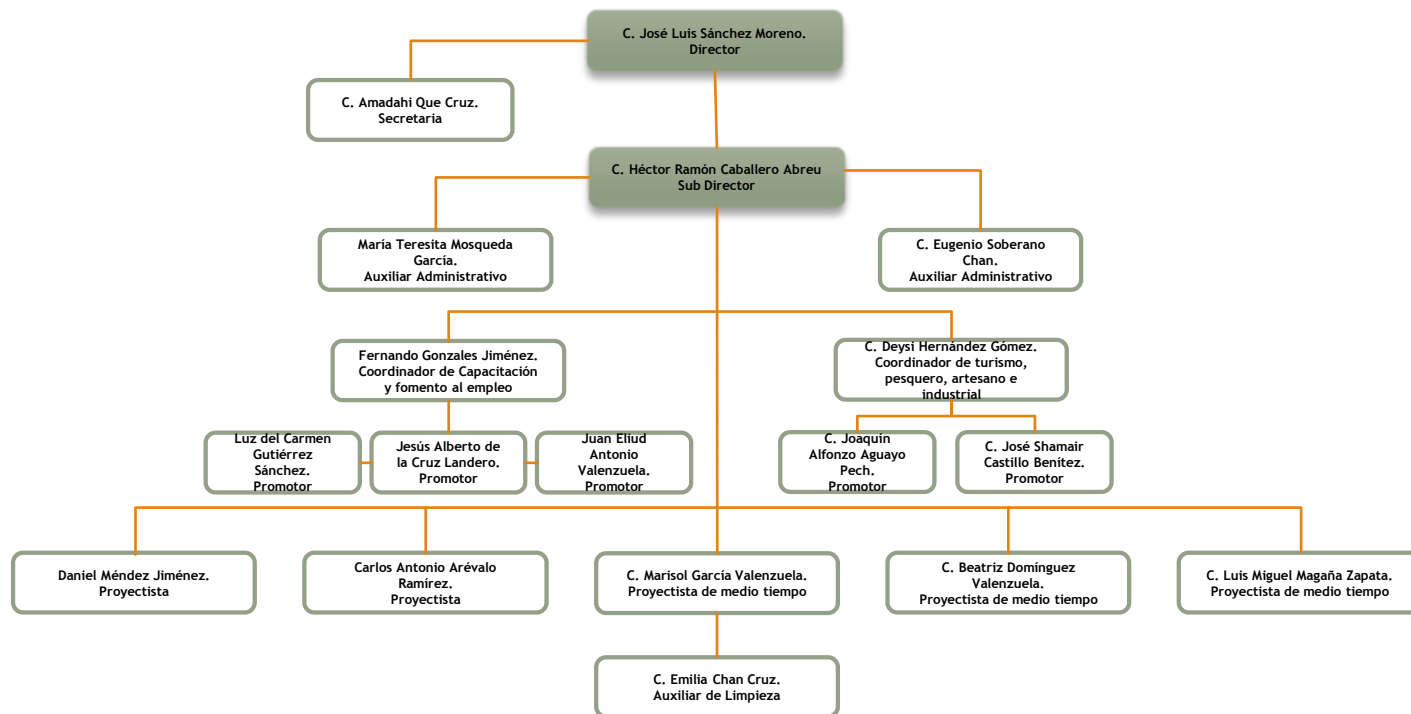 C. José Luis Sánchez Moreno.
Director
C. Amadahi Que Cruz.
Secretaria
C. Héctor Ramón Caballero Abreu
Sub Director
María Teresita Mosqueda
García.
Auxiliar Administrativo
C. Eugenio Soberano
Chan.
Auxiliar Administrativo
Fernando Gonzales Jiménez.
Coordinador de Capacitación
y fomento al empleo
C. Deysi Hernández Gómez.
Coordinador de turismo,
pesquero, artesano e
industrial
Luz del Carmen
Gutiérrez
Sánchez.
Promotor
Jesús Alberto de
la Cruz Landero.
Promotor
Juan Eliud
Antonio
Valenzuela.
Promotor
C. Joaquín
Alfonzo Aguayo
Pech.
Promotor
C. José Shamair
Castillo Benítez.
Promotor
Daniel Méndez Jiménez.
Proyectista
Carlos Antonio Arévalo
Ramírez.
Proyectista
C. Marisol García Valenzuela.
Proyectista de medio tiempo
C. Beatriz Domínguez
Valenzuela.
Proyectista de medio tiempo
C. Luis Miguel Magaña Zapata.
Proyectista de medio tiempo
C. Emilia Chan Cruz.
Auxiliar de Limpieza